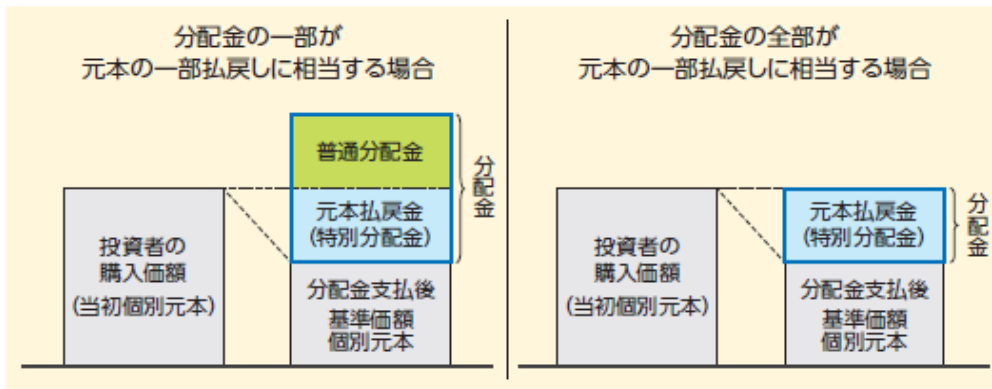 分配金の一部が
元本の一部払戻しに相当する場合
普通分配金
元本払戻金
(特別分配金)
分配金
投資者の
購入価額
(当初個別元本)
分配金支払後
基準価額
個別元本
分配金の全部が
元本の一部払戻しに相当する場合
元本払戻金
(特別分配金)
分配金
投資者の
購入価額
(当初個別元本)
分配金支払後
基準価額
個別元本